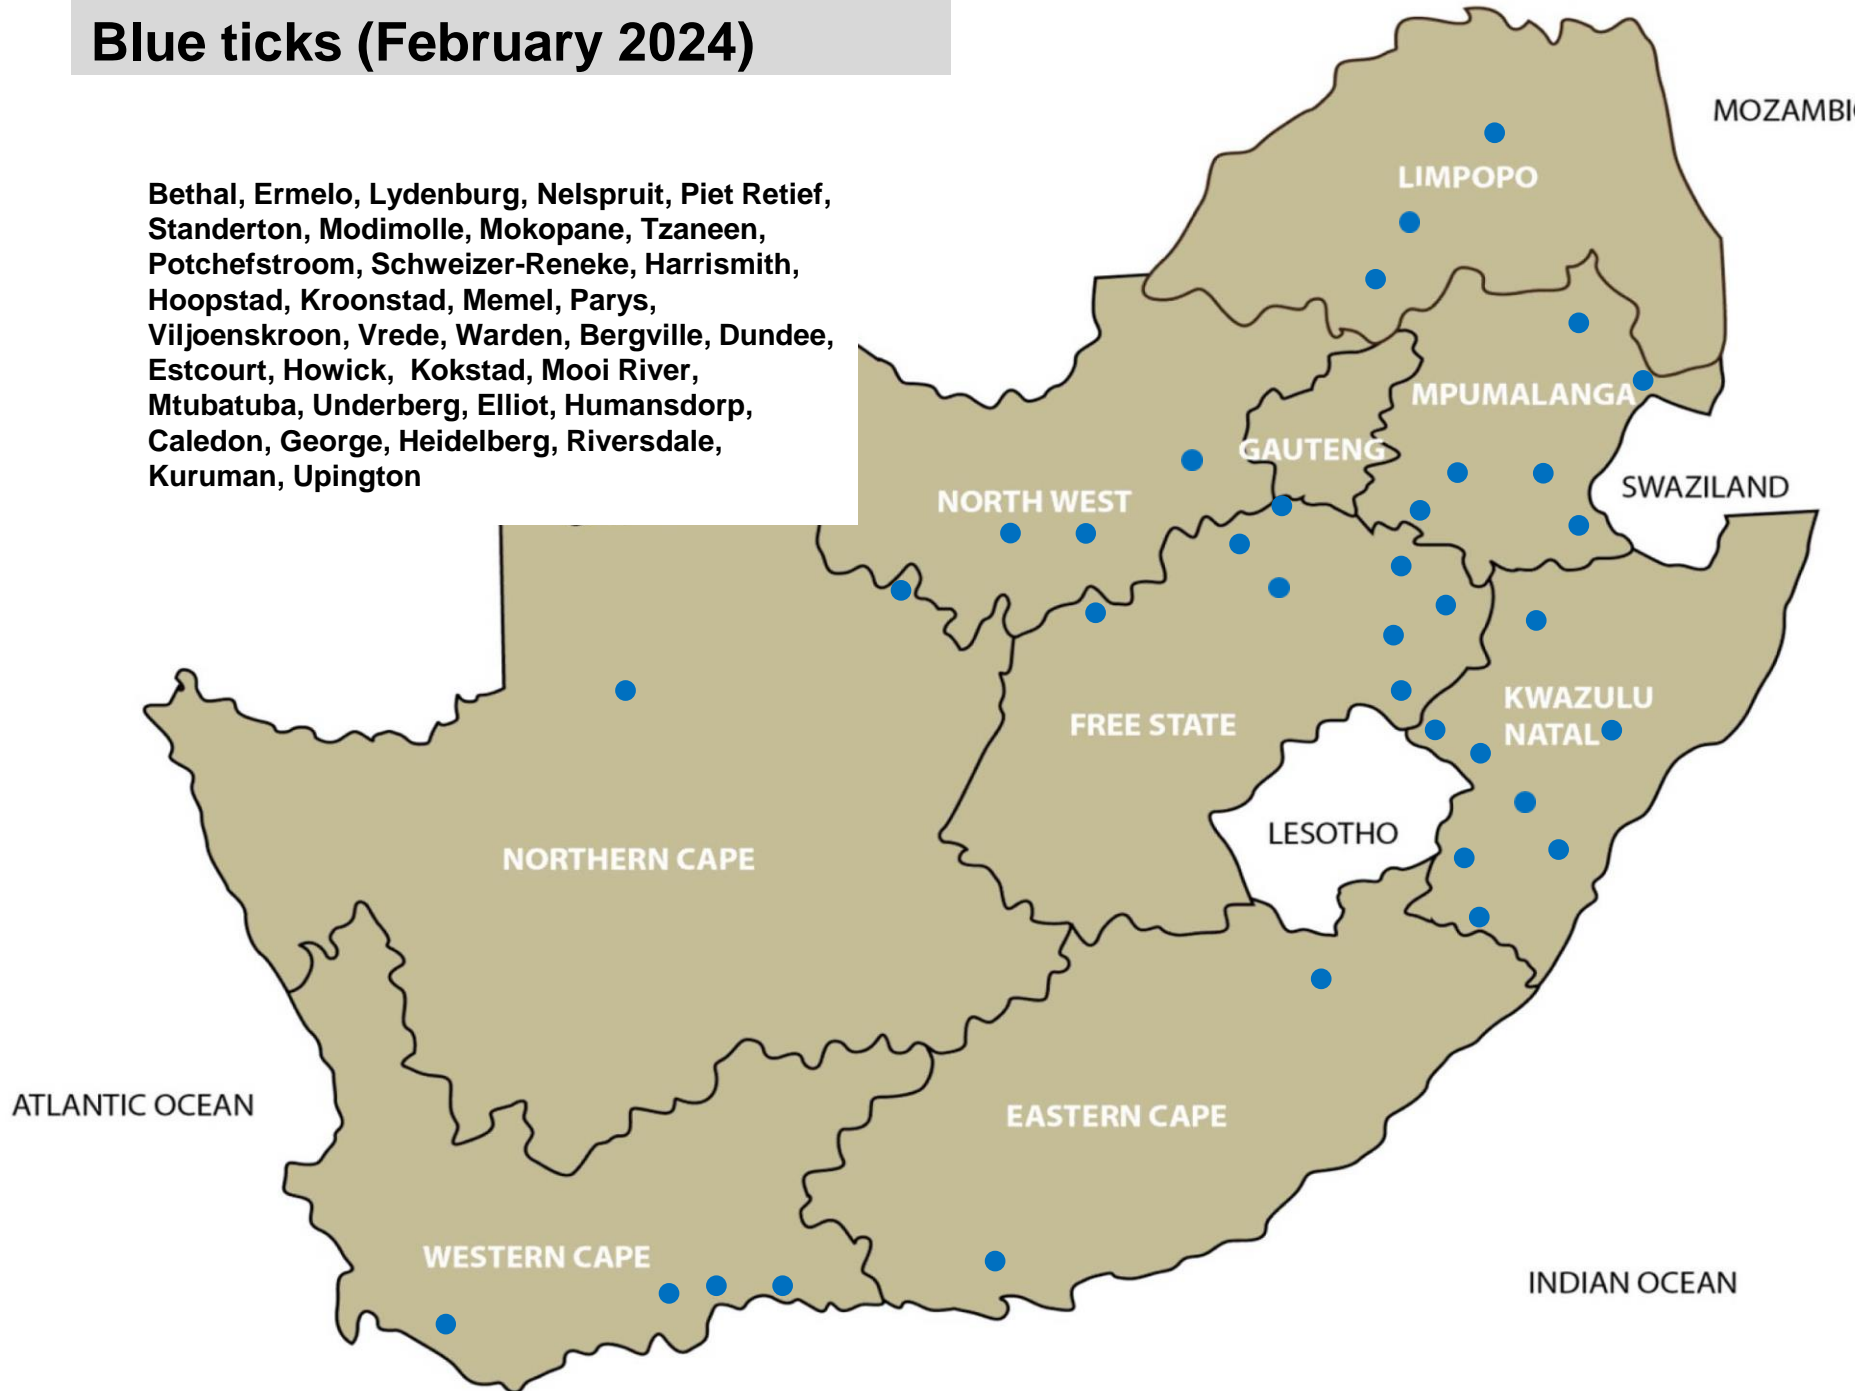 Blue ticks (February 2024)
Bethal, Ermelo, Lydenburg, Nelspruit, Piet Retief,
Standerton, Modimolle, Mokopane, Tzaneen,
Potchefstroom, Schweizer-Reneke, Harrismith,
Hoopstad, Kroonstad, Memel, Parys,
Viljoenskroon, Vrede, Warden, Bergville, Dundee,
Estcourt, Howick, Kokstad, Mooi River,
Mtubatuba, Underberg, Elliot, Humansdorp,
Caledon, George, Heidelberg, Riversdale,
Kuruman, Upington
MOZAMBI
LIMPOPO
MPUMALANGA
GAUTENG
SWAZILAND
NORTH WEST
KWAZULU
NATAL
FREE STATE
LESOTHO
NORTHERN CAPE
ATLANTIC OCEAN
EASTERN CAPE
WESTERN CAPE
INDIAN OCEAN